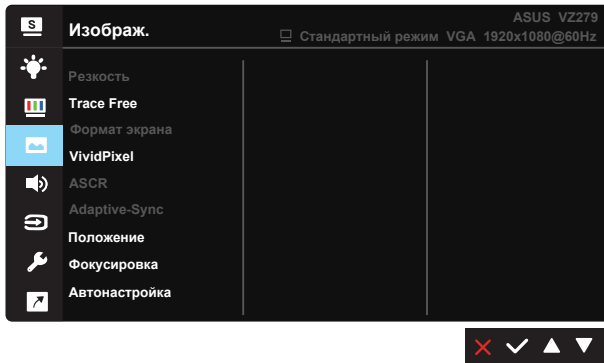 S
Изображ.
ASUS VZ279
Стандартный режим VGA 1920x1080@60Hz
Резкость
Trace Free
Формат экрана
VividPixel
ASCR
Adaptive-Sync
Положение
Фокусировка
Автонастройка